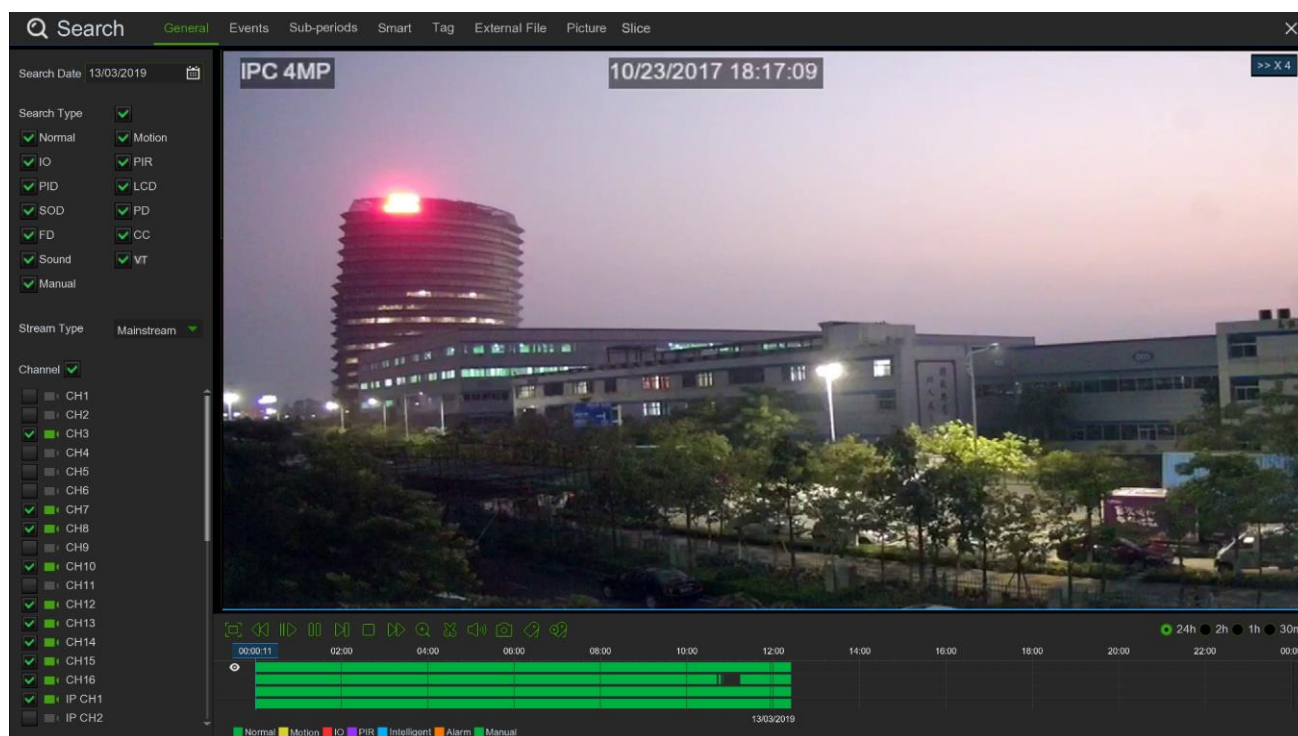 Search General Events Sub-periods Smart Tag External File Picture Slice
Search Date 13/03/2019
IPC 4MP 10/23/2017 18:17:09 >> X 4
Search Type
Normal Motion
IO PIR
PID LCD
SOD PD
FD CC
Sound VT
Manual
Stream Type Mainstream
Channel
CH1
CH2
CH3
CH4
CH5
CH6
CH7
CH8
CH9
CH10
CH11
CH12
CH13
CH14
CH15
CH16
IP CH1
IP CH2
24h 2h 1h 30m
00:00:11 02:00 04:00 06:00 08:00 10:00 12:00 14:00 16:00 18:00 20:00 22:00 00:0
13/03/2019
Normal Motion IO PIR Intelligent Alarm Manual